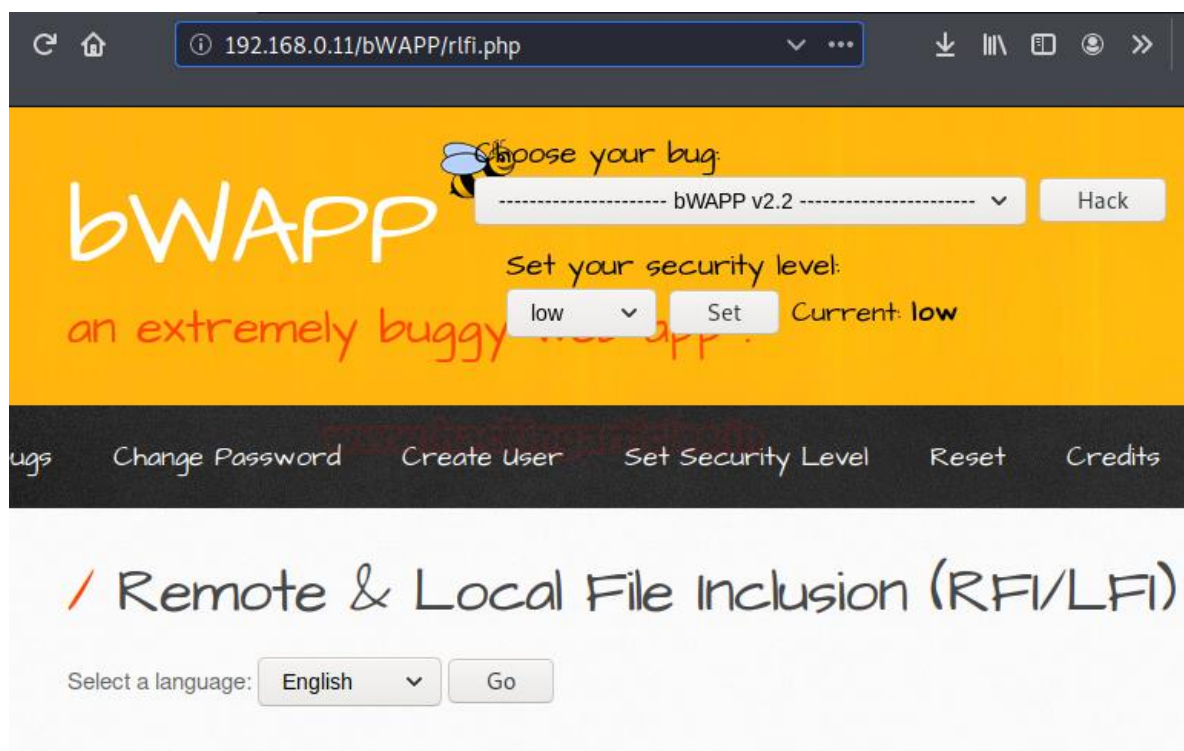 192.168.0.11/bWAPP/rlfi.php
Choose your bug:
bWAPP
---------------------- bWAPP v2.2 ----------------------- Hack
Set your security level:
low Set Current: low
an extremely buggy web app !
ugs Change Password Create User Set Security Level Reset Credits
/ Remote & Local File Inclusion (RFI/LFI)
Select a language: English Go